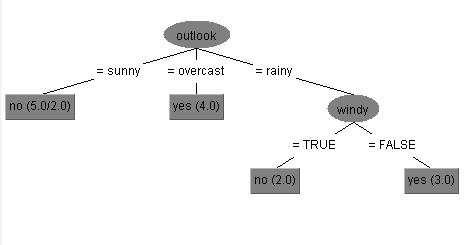 outlook
= sunny = overcast = rainy
no (5.0/2.0) yes (4.0) windy
= TRUE = FALSE
no (2.0) yes (3.0)